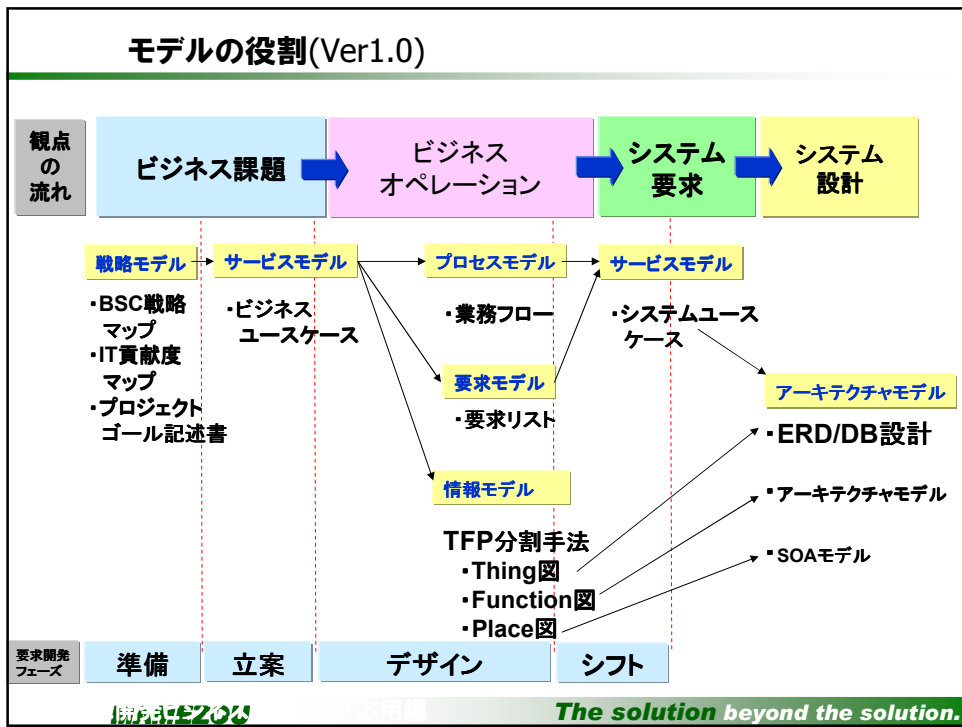 モデルの役割(Ver1.0)
観点
の
流れ
ビジネス課題
ビジネス
オペレーション
システム
要求
システム
設計
戦略モデル
サービスモデル
プロセスモデル
サービスモデル
・BSC戦略
マップ
・IT貢献度
マップ
・プロジェクト
ゴール記述書
・ビジネス
ユースケース
・業務フロー
・システムユース
ケース
要求モデル
・要求リスト
アーキテクチャモデル
・ERD/DB設計
情報モデル
・アーキテクチャモデル
TFP分割手法
・Thing図
・Function図
・Place図
・SOAモデル
要求開発
フェーズ
準備
立案
デザイン
シフト
The solution beyond the solution.